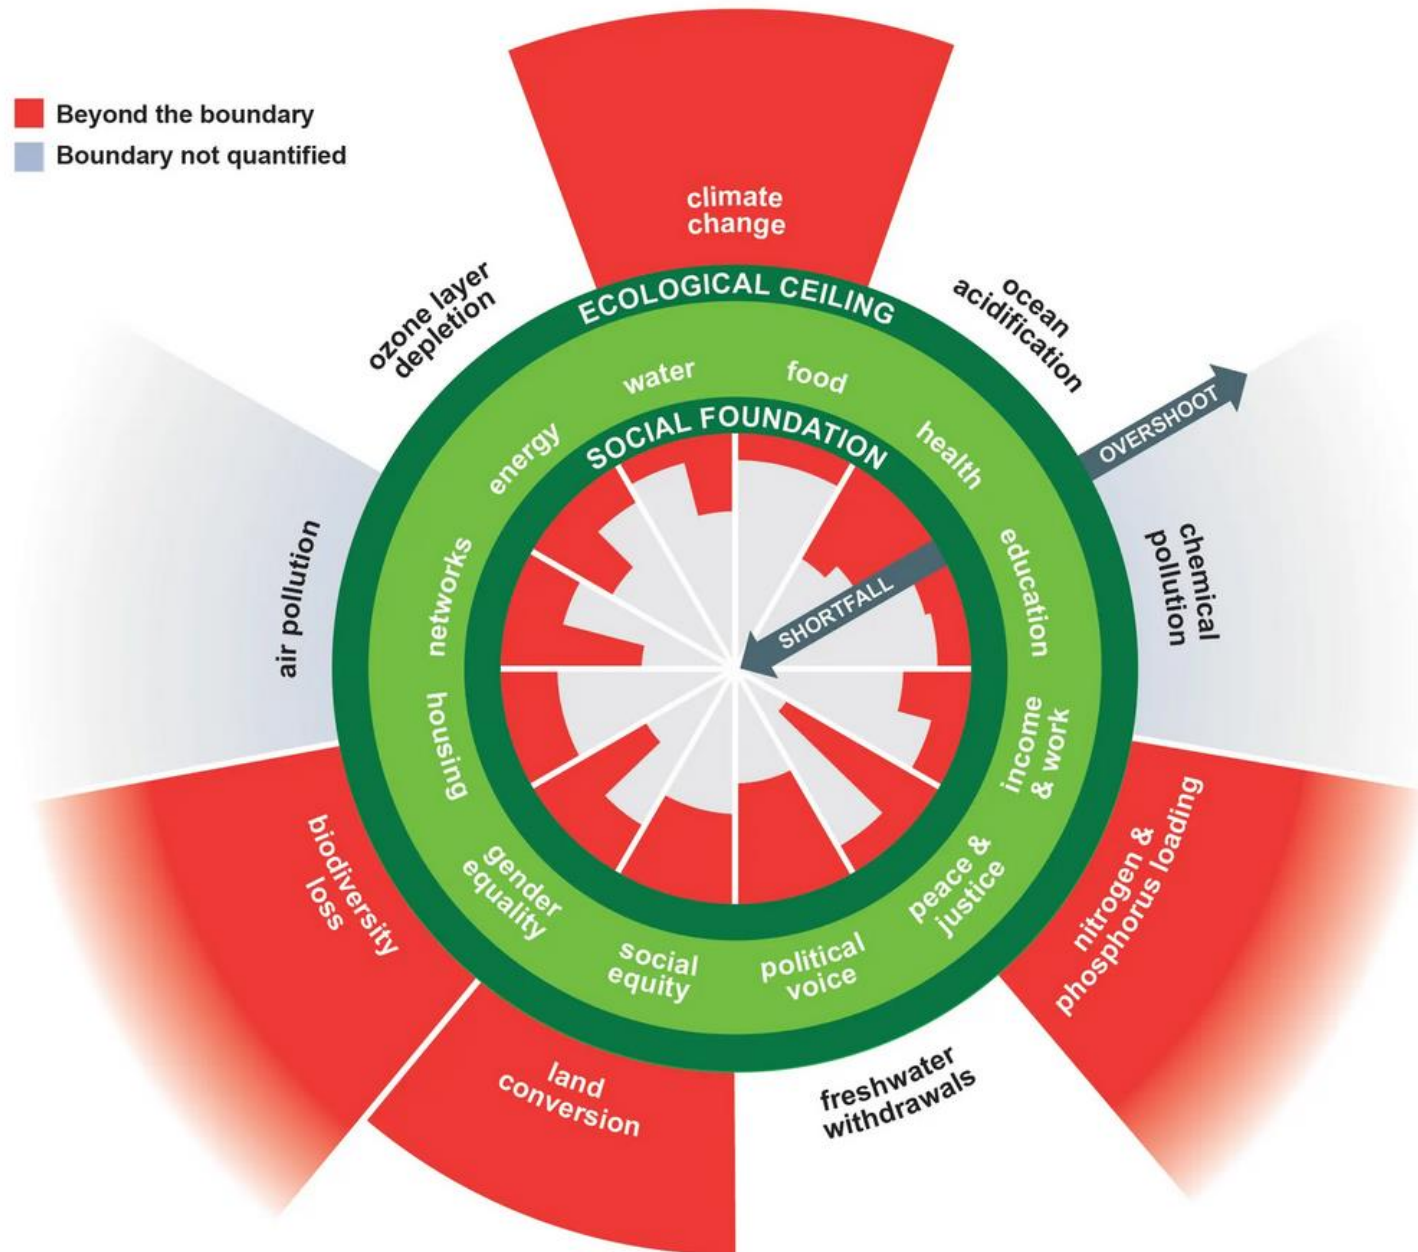 Beyond the boundary
Boundary not quantified
climate
change
ozone layer
depletion
ocean
acidification
ECOLOGICAL CEILING
water
food
energy
health
SOCIAL FOUNDATION
OVERSHOOT
SHORTFALL
air pollution
networks
education
chemical
pollution
housing
income
& work
biodiversity
loss
gender
equality
peace &
justice
nitrogen &
phosphorus loading
social
equity
political
voice
land
conversion
freshwater
withdrawals